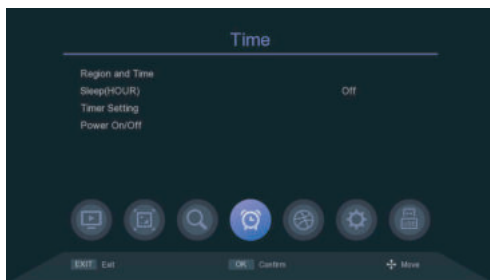 Time
Region and Time
Sleep(HOUR) Off
Timer Setting
Power On/Off
EXIT Exit OK Confirm Move